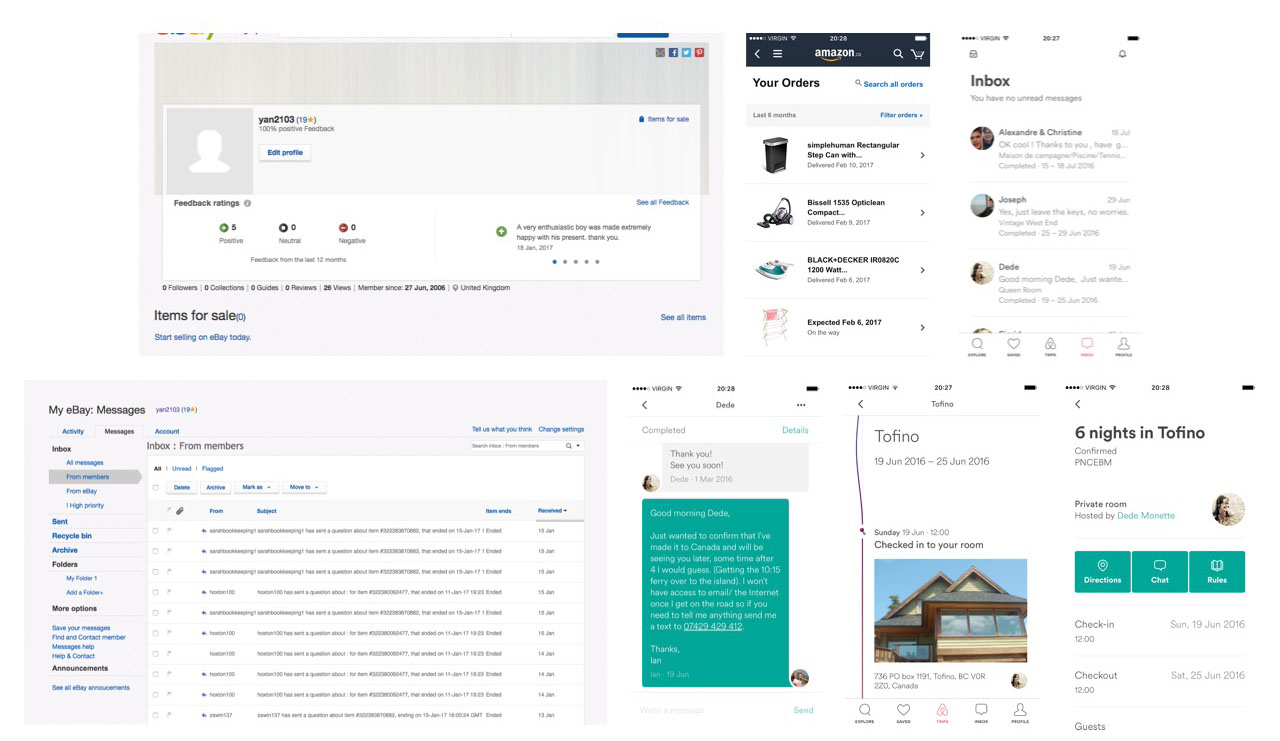 ebay
yan2103 (19★)
100% positive Feedback
Edit profile
Items for sale
Feedback ratings
See all Feedback
5
Positive
0
Neutral
0
Negative
Feedback from the last 12 months
A very enthusiastic boy was made extremely
happy with his present. thank you.
18 Jan, 2017
0 Followers | 0 Collections | 0 Guides | 0 Reviews | 26 Views | Member since: 27 Jun, 2006 | United Kingdom
Items for sale(0)
See all items
Start selling on eBay today.
VIRGIN 20:28
amazon.ca
Your Orders
Search all orders
Last 6 months
Filter orders »
simplehuman Rectangular
Step Can with...
Delivered Feb 10, 2017
Bissell 1535 Opticlean
Compact...
Delivered Feb 9, 2017
BLACK+DECKER IR0820C
1200 Watt...
Delivered Feb 6, 2017
Expected Feb 6, 2017
On the way
VIRGIN 20:27
Inbox
You have no unread messages
Alexandre & Christine 18 Jul
OK cool ! Thanks to you , have g...
Maison de campagne/Piscine/Tennis...
Completed · 15 – 18 Jul 2016
Joseph 29 Jun
Yes, just leave the keys, no worries.
Vintage West End
Completed · 25 – 29 Jun 2016
Dede 19 Jun
Good morning Dede, Just wante...
Queen Room
Completed · 19 – 25 Jun 2016
EXPLORE SAVED TRIPS INBOX PROFILE
My eBay: Messages yan2103 (19★)
Activity Messages Account
Tell us what you think Change settings
Inbox
All messages
From members
From eBay
! High priority
Sent
Recycle bin
Archive
Folders
My Folder 1
Add a Folder+
More options
Save your messages
Find and Contact member
Messages help
Help & Contact
Announcements
See all eBay annoucements
Inbox : From members
Search Inbox : From members
All | Unread | Flagged
Delete Archive Mark as Move to
From Subject Item ends Received
sarahbookkeeping1 sarahbookkeeping1 has sent a question about item #322383870882, that ended on 15-Jan-17 1 Ended 15 Jan
sarahbookkeeping1 sarahbookkeeping1 has sent a question about item #322383870882, that ended on 15-Jan-17 1 Ended 15 Jan
sarahbookkeeping1 sarahbookkeeping1 has sent a question about item #322383870882, that ended on 15-Jan-17 1 Ended 15 Jan
hoxton100 hoxton100 has sent a question about : for item #322380092477, that ended on 11-Jan-17 19:23 Ended 15 Jan
sarahbookkeeping1 sarahbookkeeping1 has sent a question about item #322383870882, that ended on 15-Jan-17 1 Ended 15 Jan
hoxton100 hoxton100 has sent a question about : for item #322380092477, that ended on 11-Jan-17 19:23 Ended 15 Jan
hoxton100 hoxton100 has sent a question about : for item #322380092477, that ended on 11-Jan-17 19:23 Ended 14 Jan
hoxton100 hoxton100 has sent a question about : for item #322380092477, that ended on 11-Jan-17 19:23 Ended 14 Jan
hoxton100 hoxton100 has sent a question about : for item #322380092477, that ended on 11-Jan-17 19:23 Ended 14 Jan
zawin137 zawin137 has sent a question about item #322383870882, ending on 15-Jan-17 18:00:24 GMT Ended 13 Jan
VIRGIN 20:28
Dede
Completed Details
Thank you!
See you soon!
Dede · 1 Mar 2016
Good morning Dede,
Just wanted to confirm that I've
made it to Canada and will be
seeing you later, some time after
4 I would guess. (Getting the 10:15
ferry over to the island). I won't
have access to email/ the Internet
once I get on the road so if you
need to tell me anything send me
a text to 07429 429 412.
Thanks,
Ian
Ian · 19 Jun
Write a message Send
VIRGIN 20:27
Tofino
Tofino
19 Jun 2016 – 25 Jun 2016
Sunday 19 Jun · 12:00
Checked in to your room
736 PO box 1191, Tofino, BC V0R
2Z0, Canada
EXPLORE SAVED TRIPS INBOX PROFILE
VIRGIN 20:28
6 nights in Tofino
Confirmed
PNCEBM
Private room
Hosted by Dede Monette
Directions Chat Rules
Check-in Sun, 19 Jun 2016
12:00
Checkout Sat, 25 Jun 2016
12:00
Guests